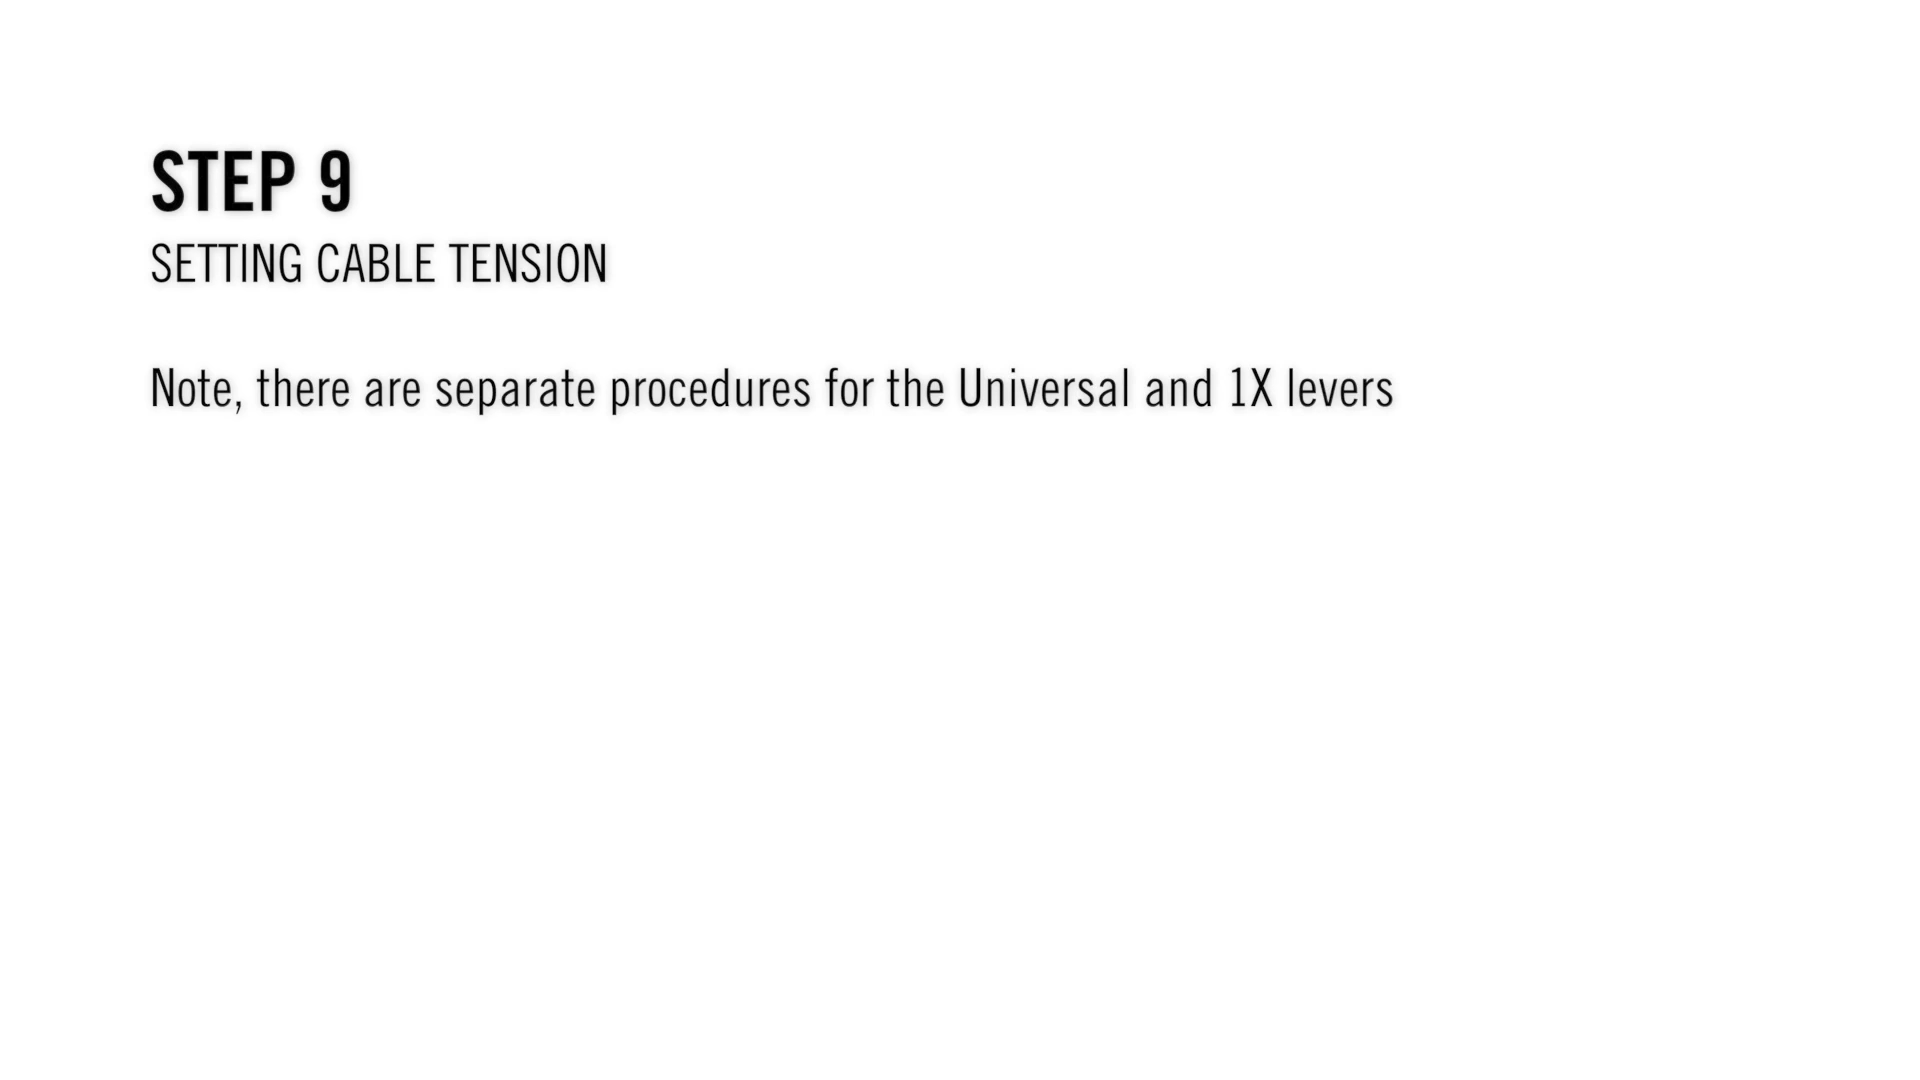 STEP 9
SETTING CABLE TENSION
Note, there are separate procedures for the Universal and 1X levers